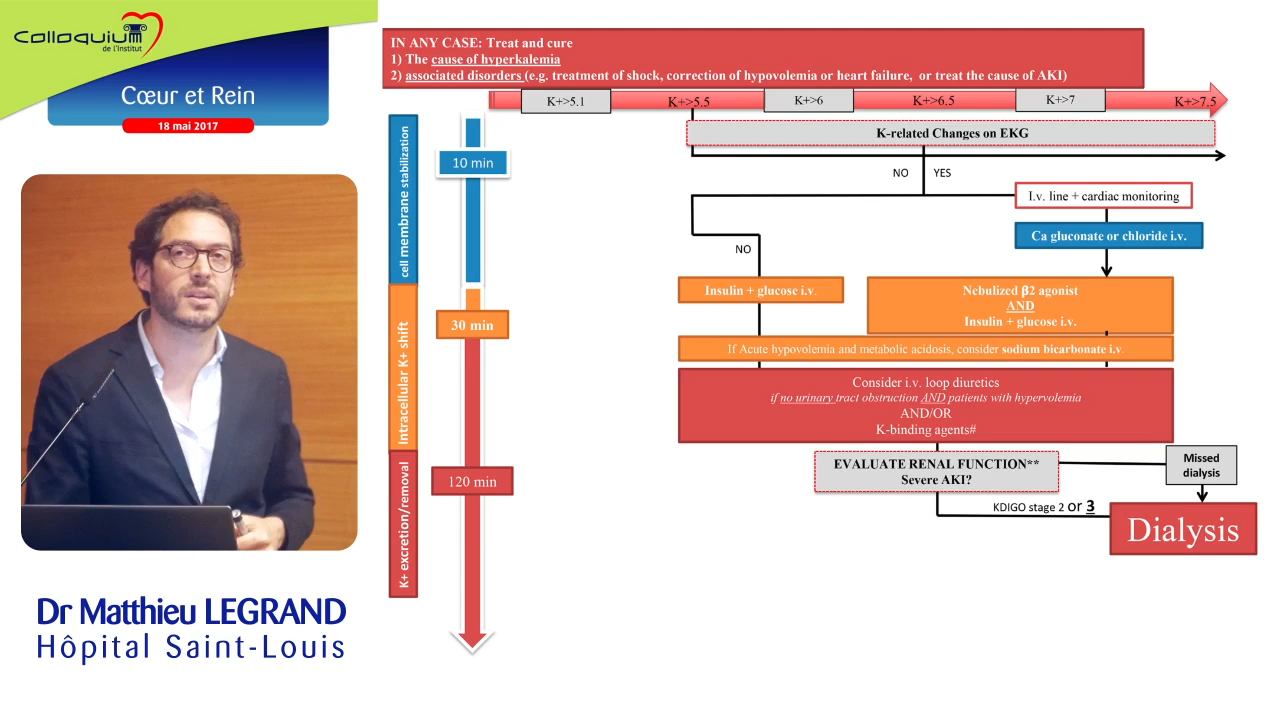 Colloquium
de l'Institut
Cœur et Rein
18 mai 2017
Dr Matthieu LEGRAND
Hôpital Saint-Louis
IN ANY CASE: Treat and cure
1) The cause of hyperkalemia
2) associated disorders (e.g. treatment of shock, correction of hypovolemia or heart failure, or treat the cause of AKI)
K+>5.1
K+>5.5
K+>6
K+>6.5
K+>7
K+>7.5
K-related Changes on EKG
NO
YES
I.v. line + cardiac monitoring
Ca gluconate or chloride i.v.
NO
Insulin + glucose i.v.
Nebulized β2 agonist
AND
Insulin + glucose i.v.
If Acute hypovolemia and metabolic acidosis, consider sodium bicarbonate i.v.
Consider i.v. loop diuretics
if no urinary tract obstruction AND patients with hypervolemia
AND/OR
K-binding agents#
EVALUATE RENAL FUNCTION**
Severe AKI?
Missed
dialysis
KDIGO stage 2 or 3
Dialysis
cell membrane stabilization
10 min
Intracellular K+ shift
30 min
K+ excretion/removal
120 min